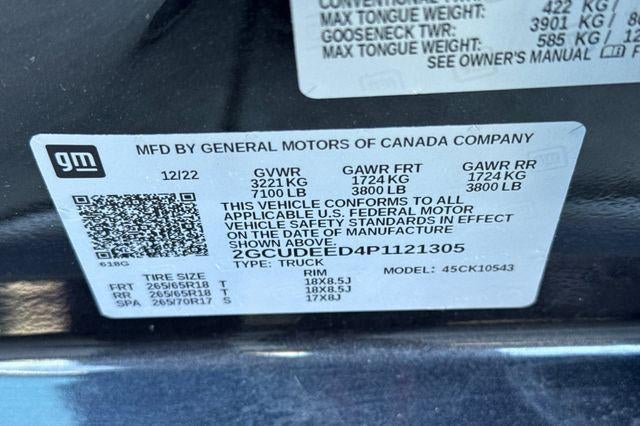 MAX TONGUE WEIGHT: 422 KG /
GOOSENECK TWR: 3901 KG /
MAX TONGUE WEIGHT: 585 KG /
SEE OWNER'S MANUAL
gm
MFD BY GENERAL MOTORS OF CANADA COMPANY
12/22 GVWR GAWR FRT GAWR RR
3221 KG 1724 KG 1724 KG
7100 LB 3800 LB 3800 LB
THIS VEHICLE CONFORMS TO ALL
APPLICABLE U.S. FEDERAL MOTOR
VEHICLE SAFETY STANDARDS IN EFFECT
ON THE DATE OF MANUFACTURE
SHOWN ABOVE.
2GCUDEED4P1121305
618G TYPE: TRUCK MODEL: 45CK10543
TIRE SIZE RIM
FRT 265/65R18 T 18X8.5J
RR 265/65R18 T 18X8.5J
SPA 265/70R17 S 17X8J